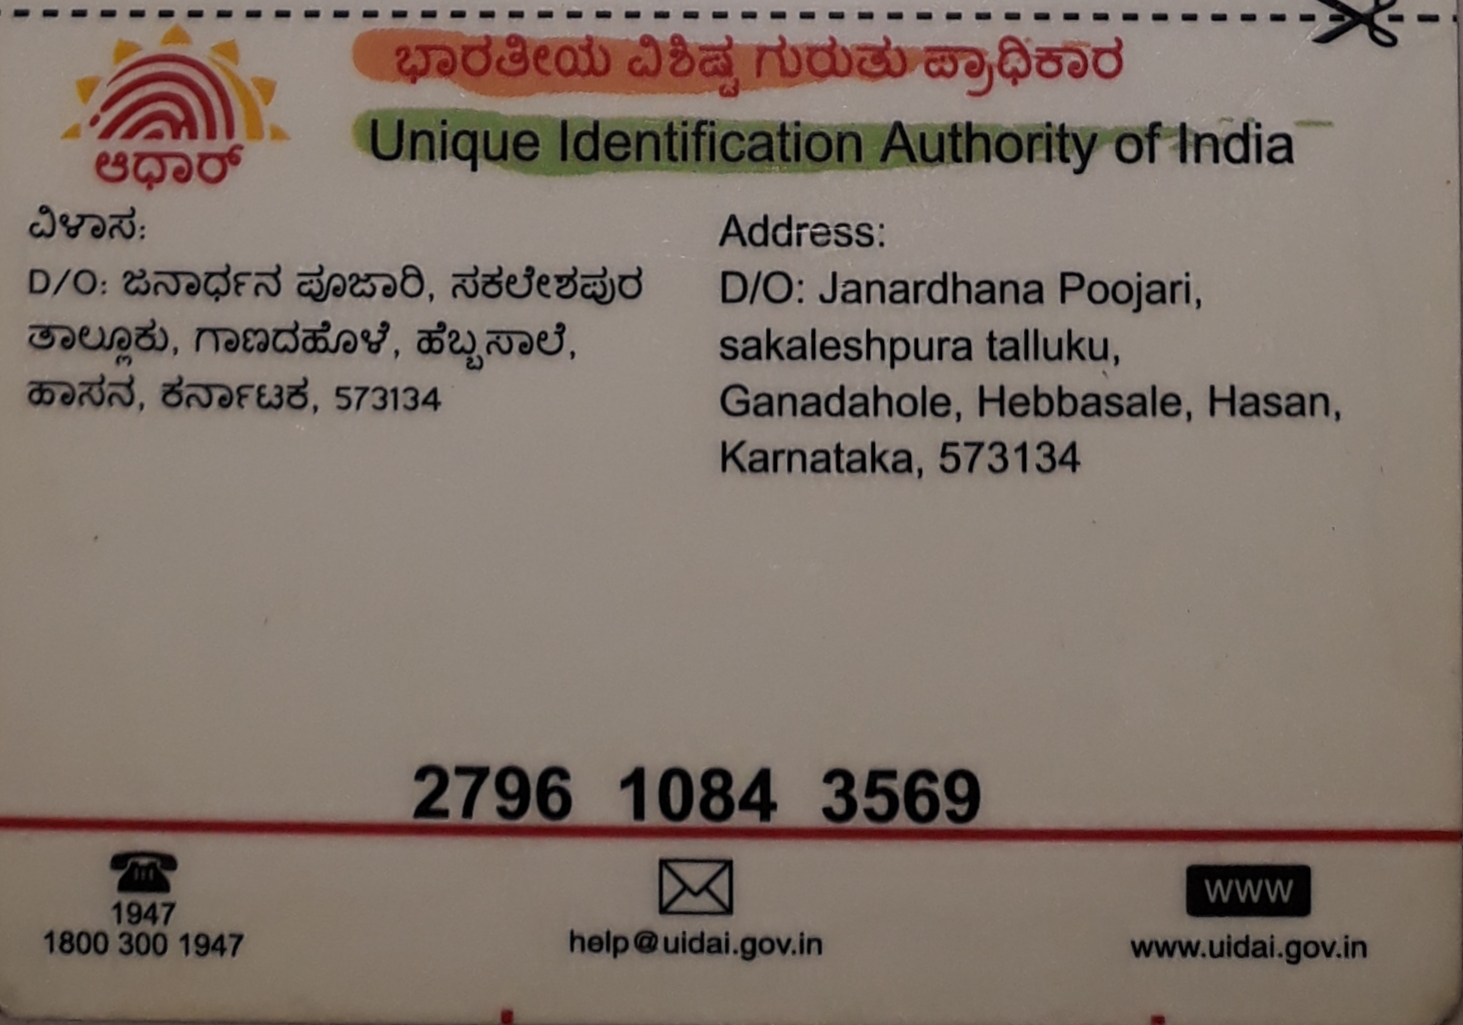 ಭಾರತೀಯ ವಿಶಿಷ್ಟ ಗುರುತು ಪ್ರಾಧಿಕಾರ
Unique Identification Authority of India
ಆಧಾರ್
ವಿಳಾಸ:
D/O: ಜನಾರ್ಧನ ಪೂಜಾರಿ, ಸಕಲೇಶಪುರ
ತಾಲ್ಲೂಕು, ಗಾಣದಹೊಳೆ, ಹೆಬ್ಬಸಾಲೆ,
ಹಾಸನ, ಕರ್ನಾಟಕ, 573134
Address:
D/O: Janardhana Poojari,
sakaleshpura talluku,
Ganadahole, Hebbasale, Hasan,
Karnataka, 573134
2796 1084 3569
1947
1800 300 1947
help@uidai.gov.in
www
www.uidai.gov.in